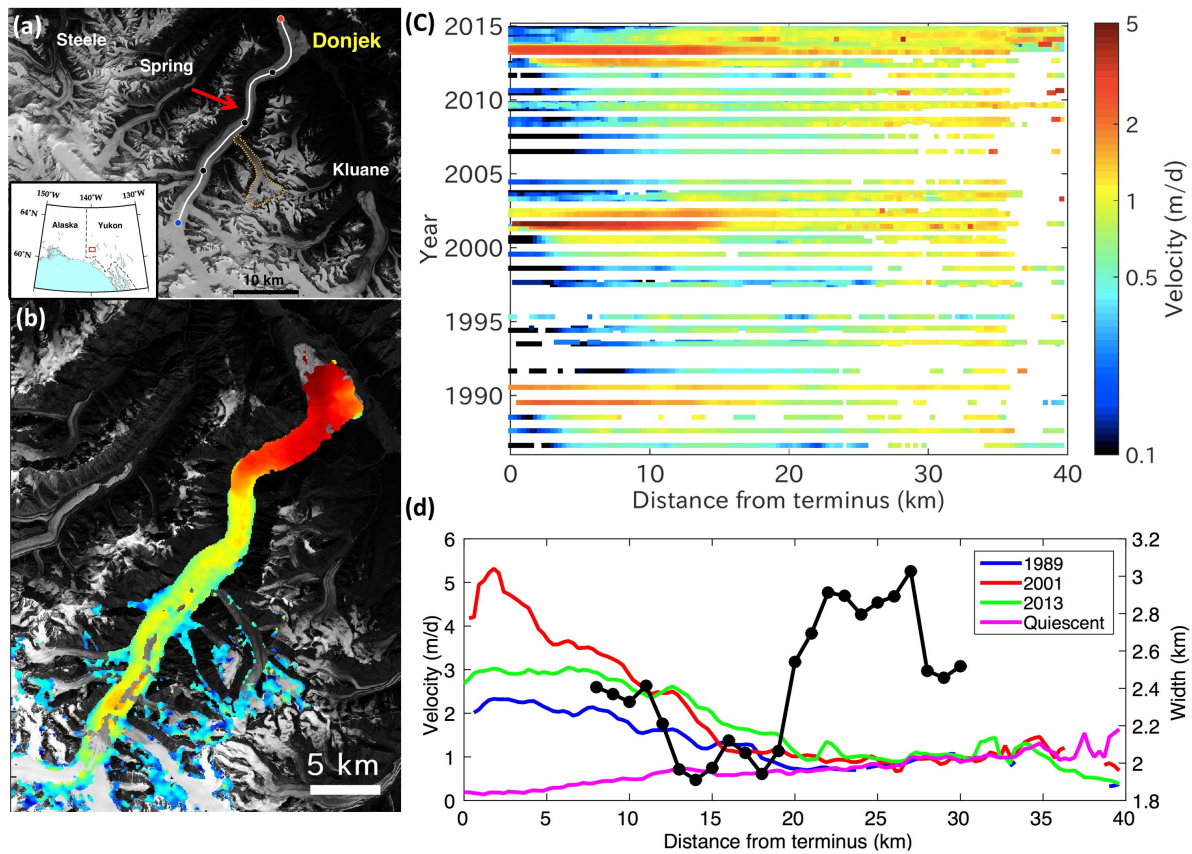 (a)
Steele
Spring
Donjek
Kluane
150°W 140°W 130°W
64°N
Alaska Yukon
60°N
10 km
(b)
5 km
(C)
2015
2010
2005
2000
1995
1990
Year
0 10 20 30 40
Distance from terminus (km)
5
2
1
0.5
0.1
Velocity (m/d)
(d)
6
5
4
3
2
1
0
Velocity (m/d)
0 5 10 15 20 25 30 35 40
Distance from terminus (km)
3.2
3.0
2.8
2.6
2.4
2.2
2.0
1.8
Width (km)
1989
2001
2013
Quiescent